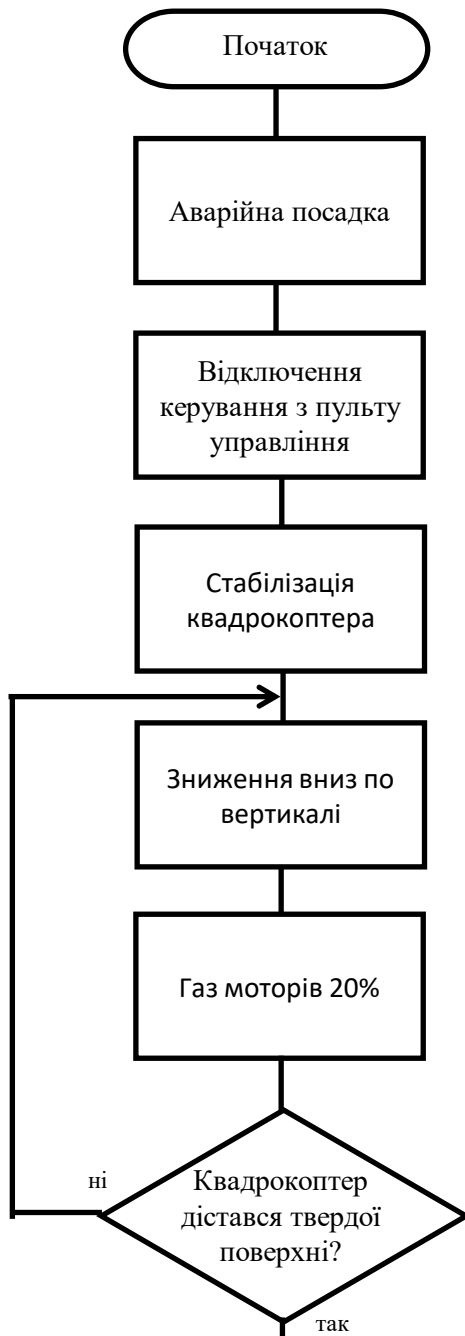 Початок
Аварійна посадка
Відключення
керування з пульту
управління
Стабілізація
квадрокоптера
Зниження вниз по
вертикалі
Газ моторів 20%
ні
Квадрокоптер
дістався твердої
поверхні?
так